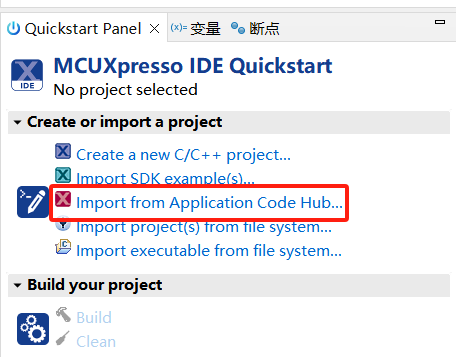 Quickstart Panel (x)= 变量 断点
IDE
MCUXpresso IDE Quickstart
No project selected
Create or import a project
Create a new C/C++ project...
Import SDK example(s)...
Import from Application Code Hub...
Import project(s) from file system...
Import executable from file system...
Build your project
Build
Clean